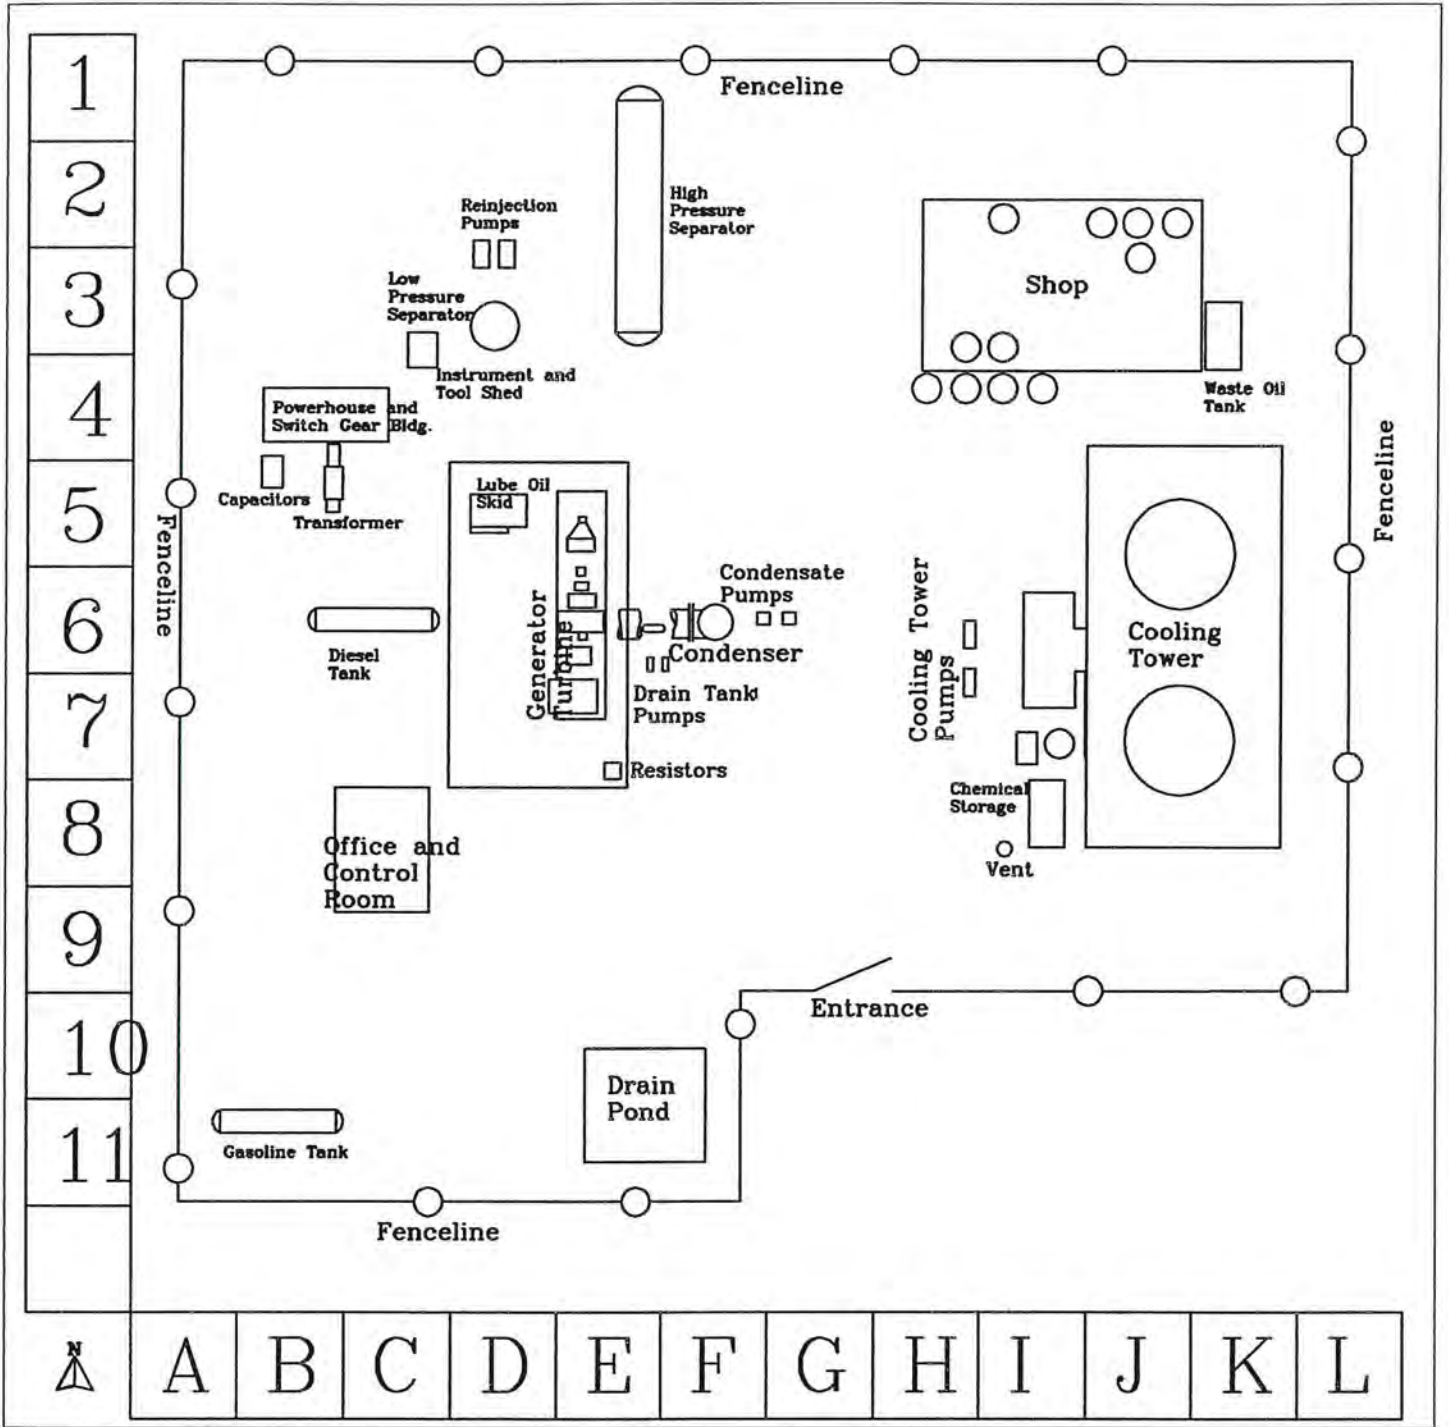 1
2
3
4
5
6
7
8
9
10
11
Fenceline
High
Pressure
Separator
Reinjection
Pumps
Low
Pressure
Separator
Shop
Instrument and
Tool Shed
Waste Oil
Tank
Powerhouse and
Switch Gear Bldg.
Capacitors
Transformer
Lube Oil
Skid
Fenceline
Fenceline
Diesel
Tank
Generator
Turbine
Condensate
Pumps
Condenser
Drain Tank
Pumps
Cooling Tower
Pumps
Cooling
Tower
Resistors
Chemical
Storage
Vent
Office and
Control
Room
Entrance
Drain
Pond
Gasoline Tank
Fenceline
N
A B C D E F G H I J K L